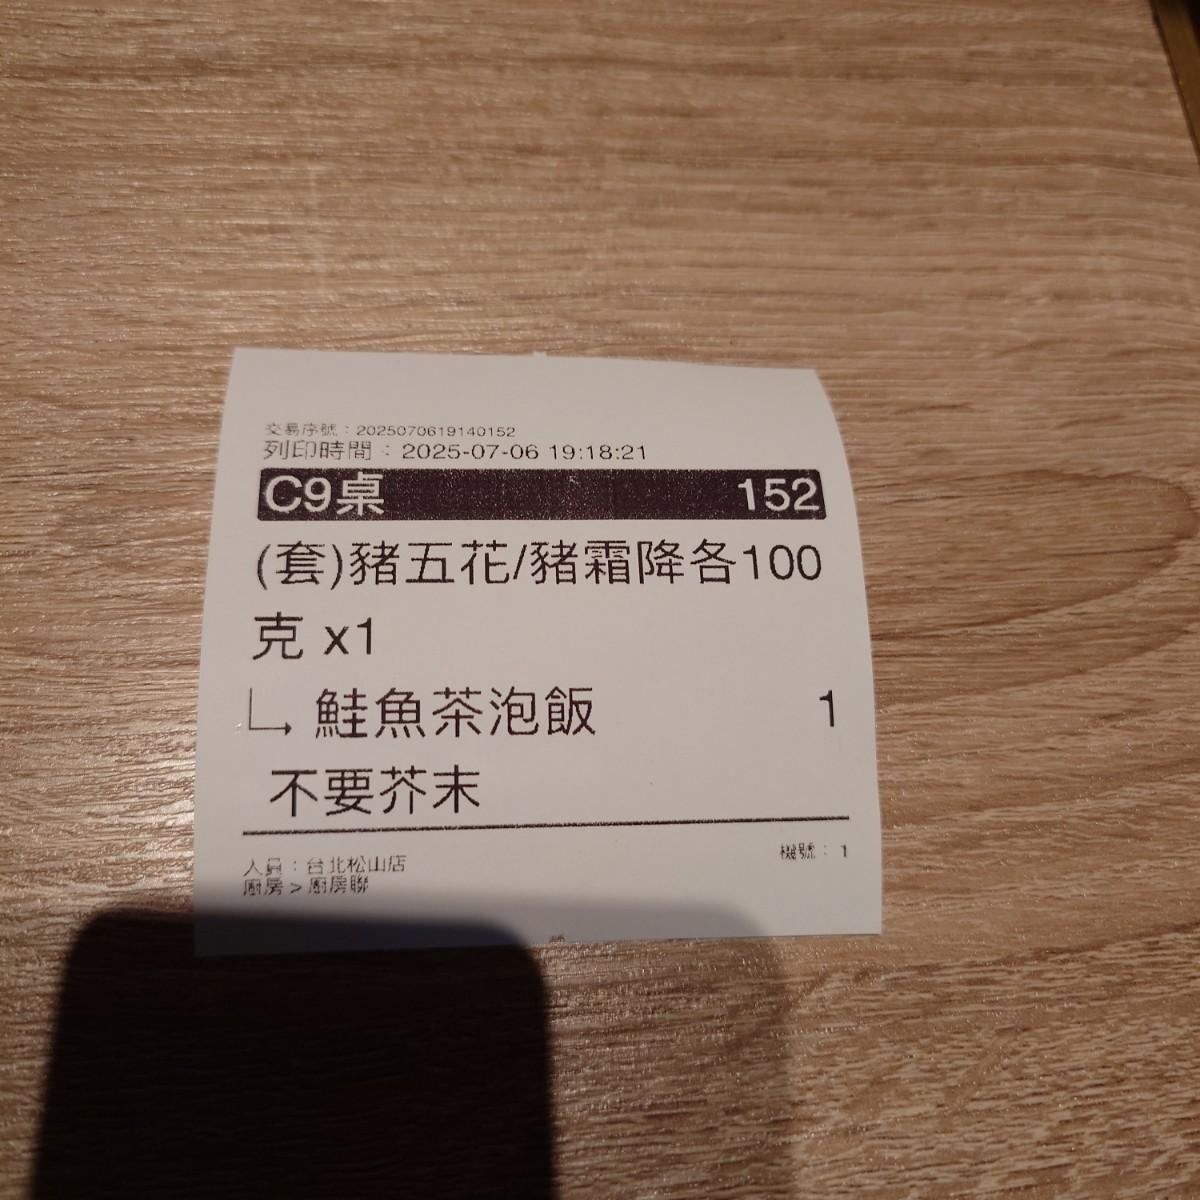 交易序號：2025070619140152
列印時間：2025-07-06 19:18:21
C9桌 152
(套)豬五花/豬霜降各100
克 x1
鮭魚茶泡飯 1
不要芥末
機號：1
人員：台北松山店
廚房 > 廚房聯